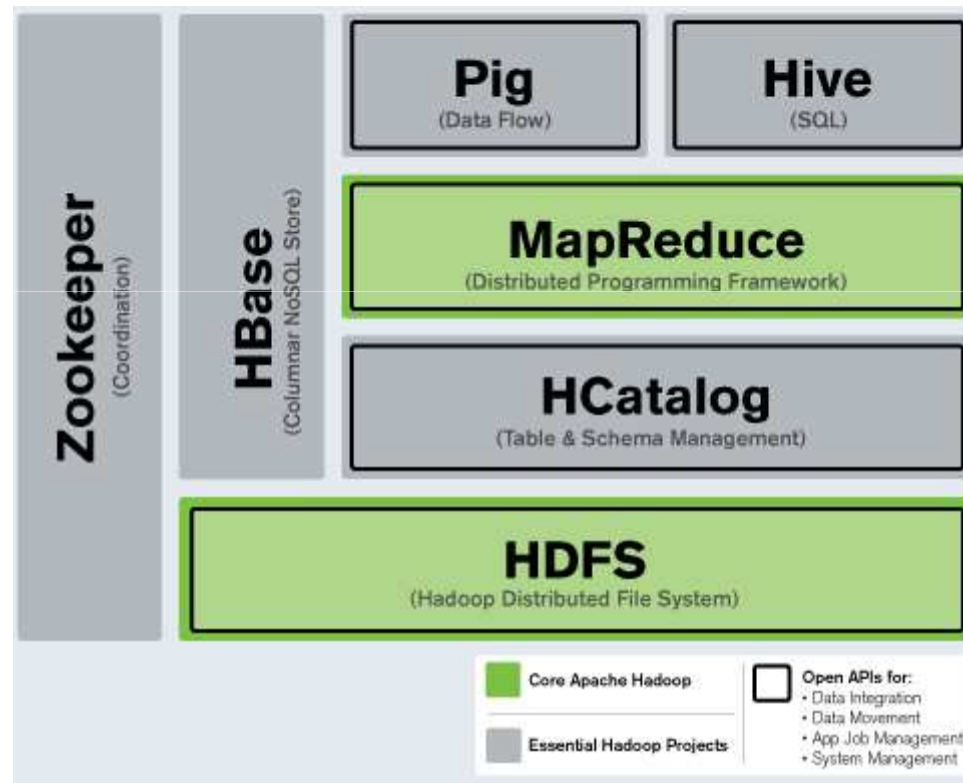 Zookeeper
(Coordination)
HBase
(Columnar NoSQL Store)
Pig
(Data Flow)
Hive
(SQL)
MapReduce
(Distributed Programming Framework)
HCatalog
(Table & Schema Management)
HDFS
(Hadoop Distributed File System)
Core Apache Hadoop
Essential Hadoop Projects
Open APIs for:
• Data Integration
• Data Movement
• App Job Management
• System Management